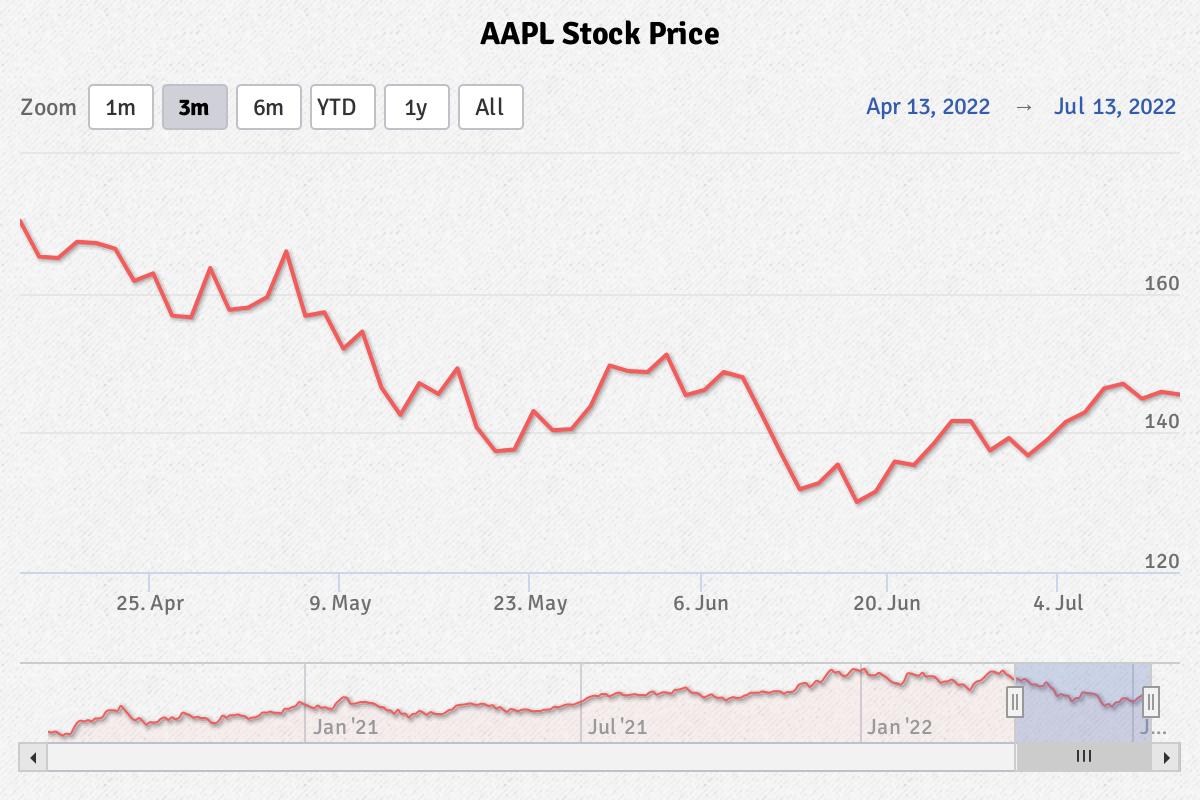 AAPL Stock Price
Zoom 1m 3m 6m YTD 1y All Apr 13, 2022 → Jul 13, 2022
160
140
120
25. Apr 9. May 23. May 6. Jun 20. Jun 4. Jul
Jan '21 Jul '21 Jan '22 J…